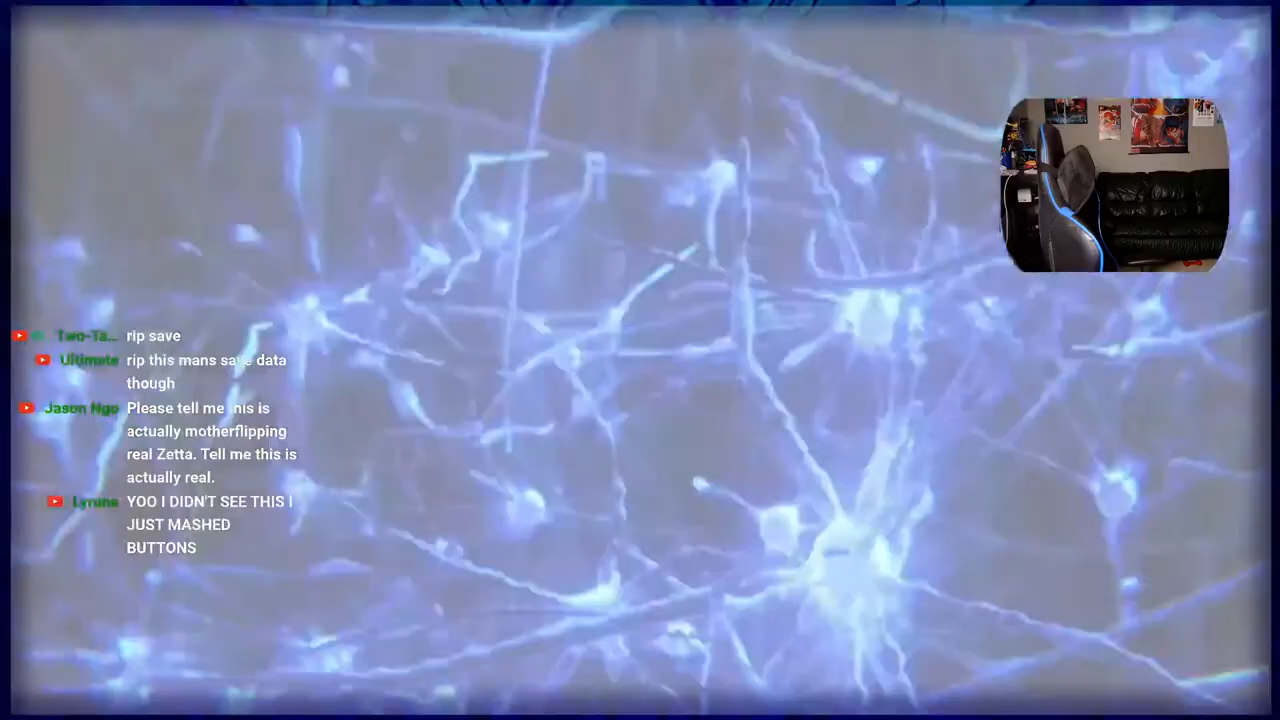 Two-Ta... rip save
Ultimate rip this mans save data
though
Jason Ngo Please tell me this is
actually motherflipping
real Zetta. Tell me this is
actually real.
Lyruna YOO I DIDN'T SEE THIS I
JUST MASHED
BUTTONS